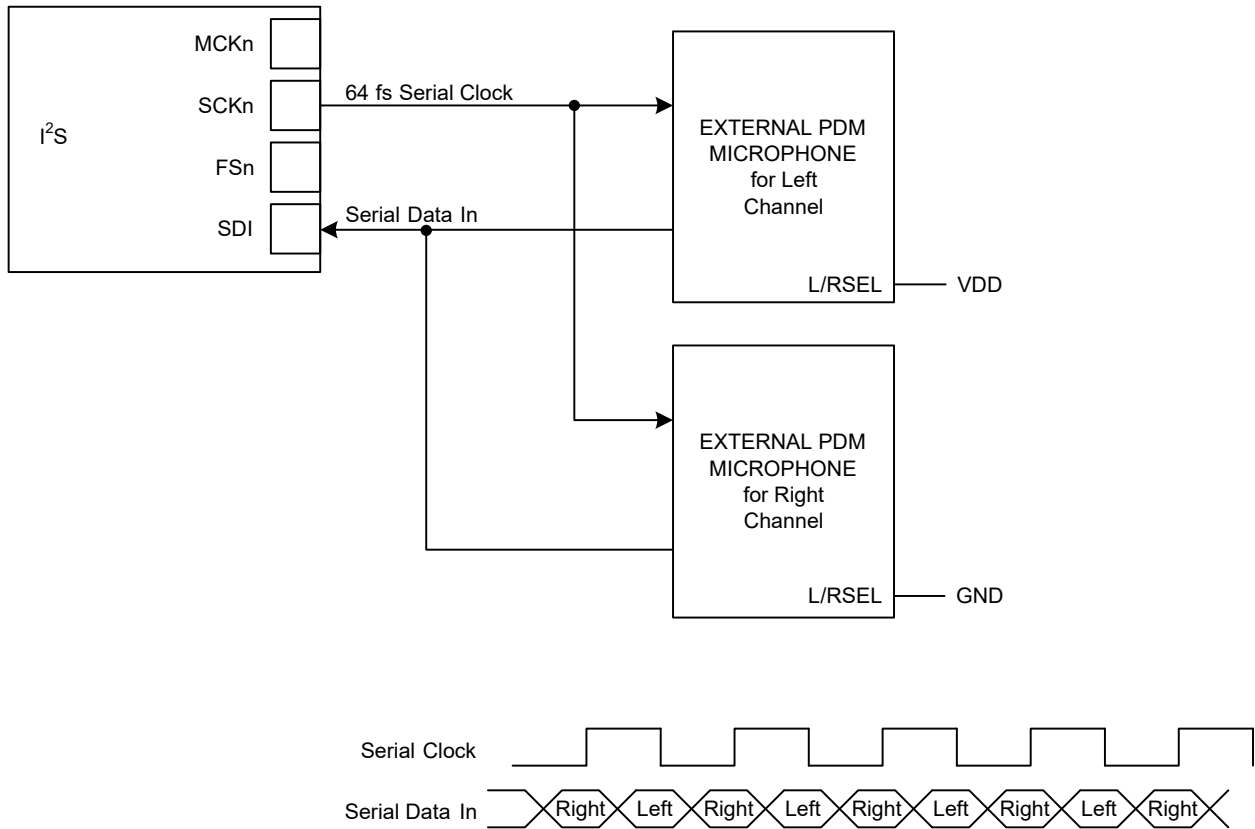 I²S
MCKn
SCKn
FSn
SDI
64 fs Serial Clock
Serial Data In
EXTERNAL PDM
MICROPHONE
for Left
Channel
L/RSEL
VDD
EXTERNAL PDM
MICROPHONE
for Right
Channel
L/RSEL
GND
Serial Clock
Serial Data In Right Left Right Left Right Left Right Left Right